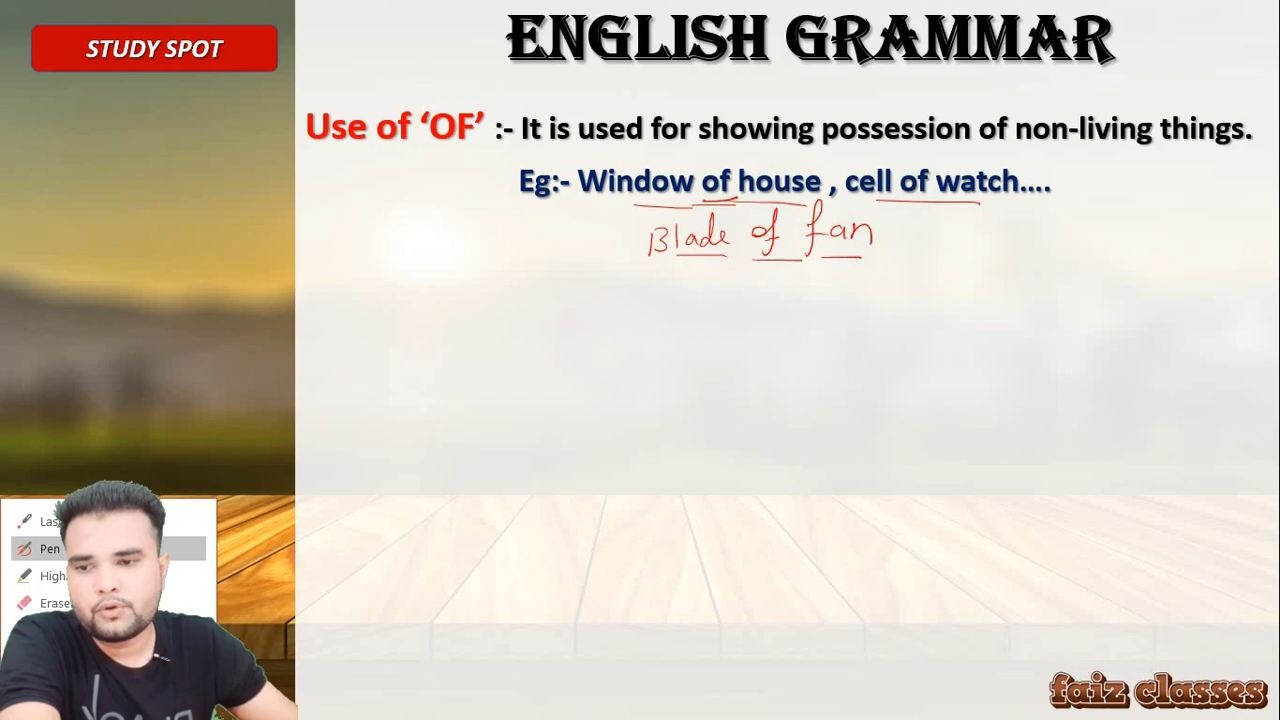 STUDY SPOT
ENGLISH GRAMMAR
Use of ‘OF’ :- It is used for showing possession of non-living things.
Eg:- Window of house , cell of watch....
Blade of fan
Pen
faiz classes